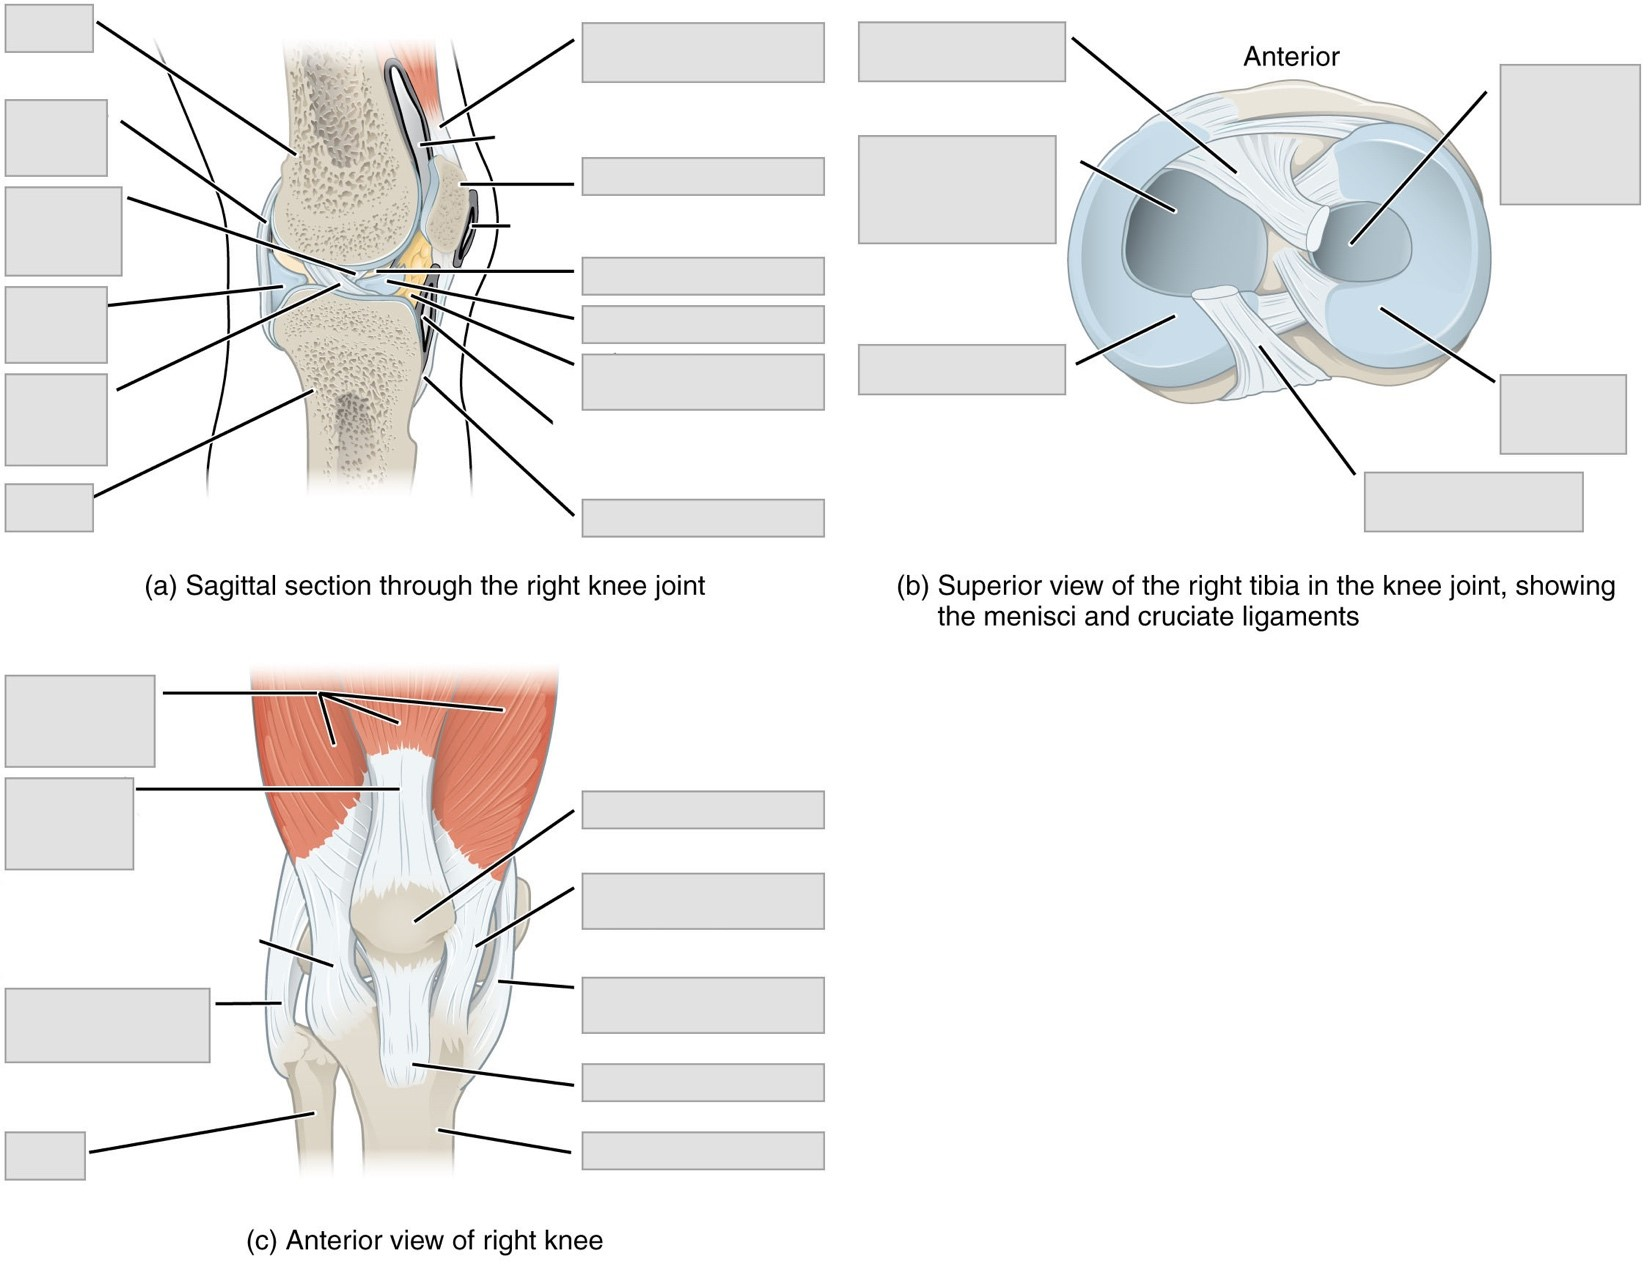 Anterior
(a) Sagittal section through the right knee joint
(b) Superior view of the right tibia in the knee joint, showing
the menisci and cruciate ligaments
(c) Anterior view of right knee